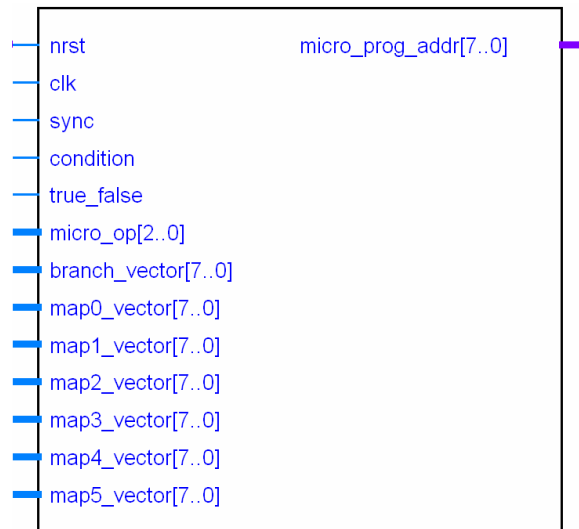 nrst micro_prog_addr[7..0]
clk
sync
condition
true_false
micro_op[2..0]
branch_vector[7..0]
map0_vector[7..0]
map1_vector[7..0]
map2_vector[7..0]
map3_vector[7..0]
map4_vector[7..0]
map5_vector[7..0]